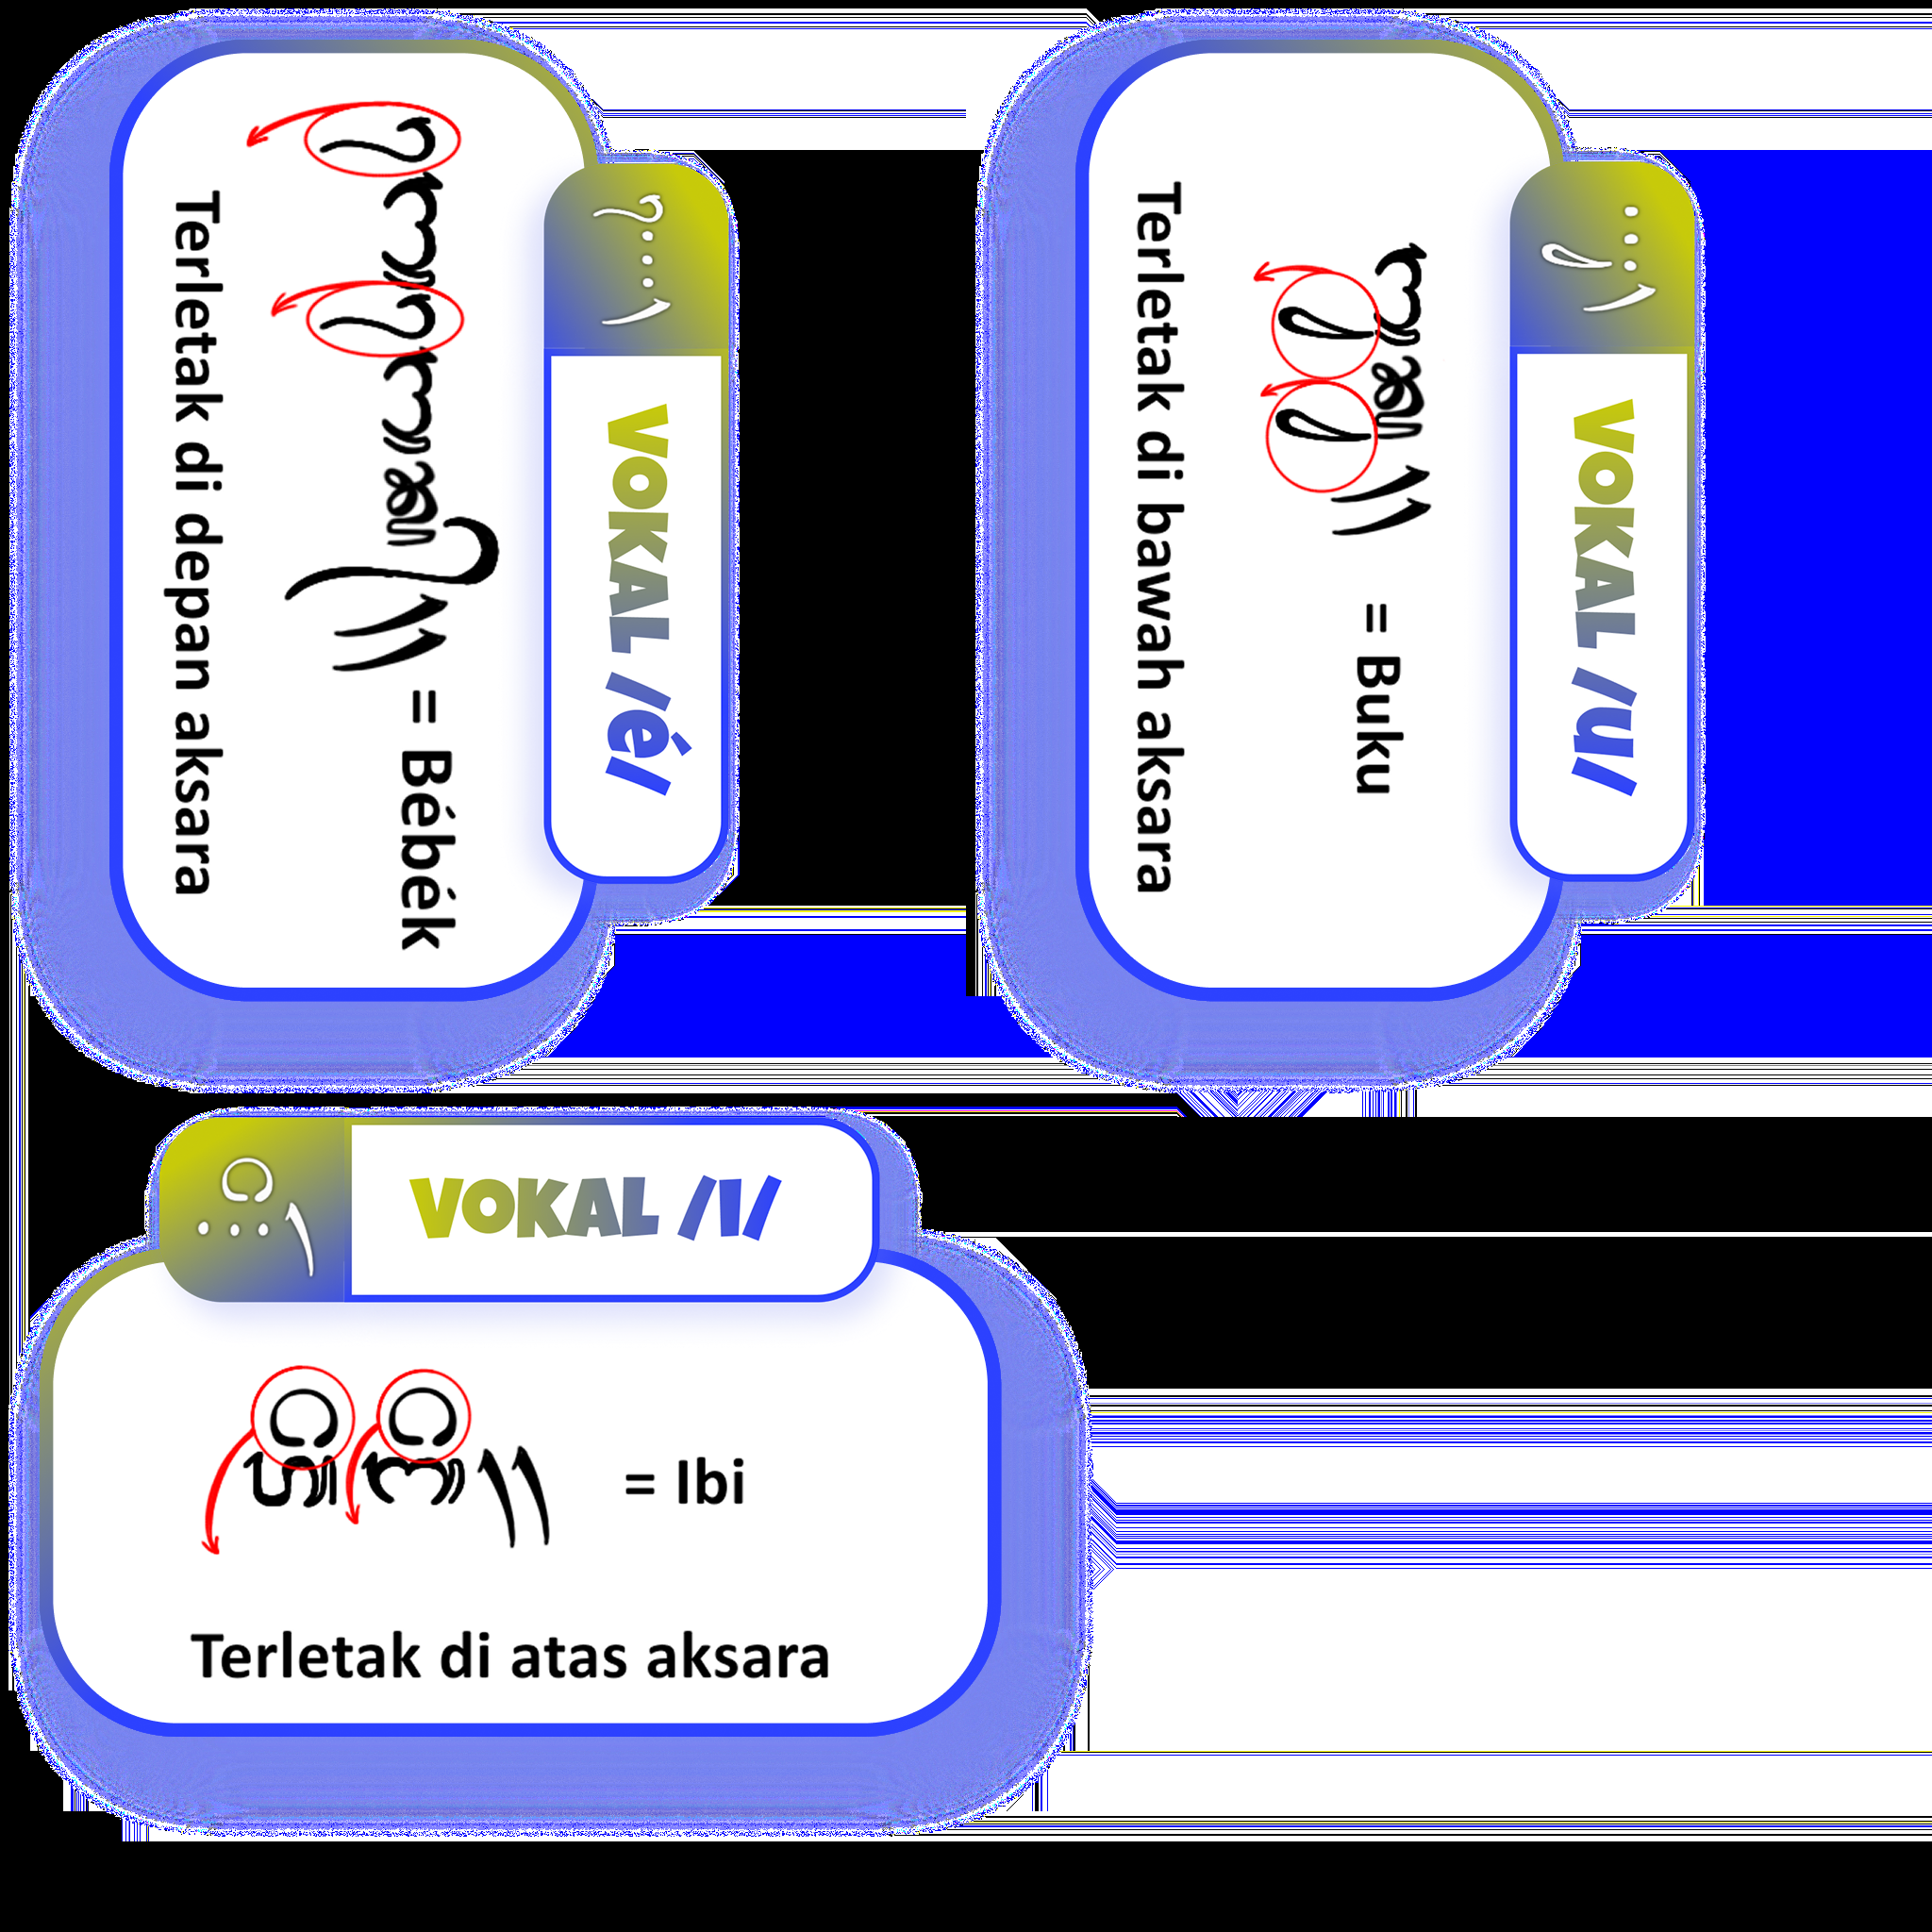 ꦺ...꧈
VOKAL /é/
ꦧꦺꦧꦺꦏ꧀꧉ = Bébék
Terletak di depan aksara
...ꦸ꧈
VOKAL /u/
ꦧꦸꦏꦸ꧉ = Buku
Terletak di bawah aksara
...ꦶ꧈
VOKAL /I/
ꦲꦶꦧꦶ꧉ = Ibi
Terletak di atas aksara